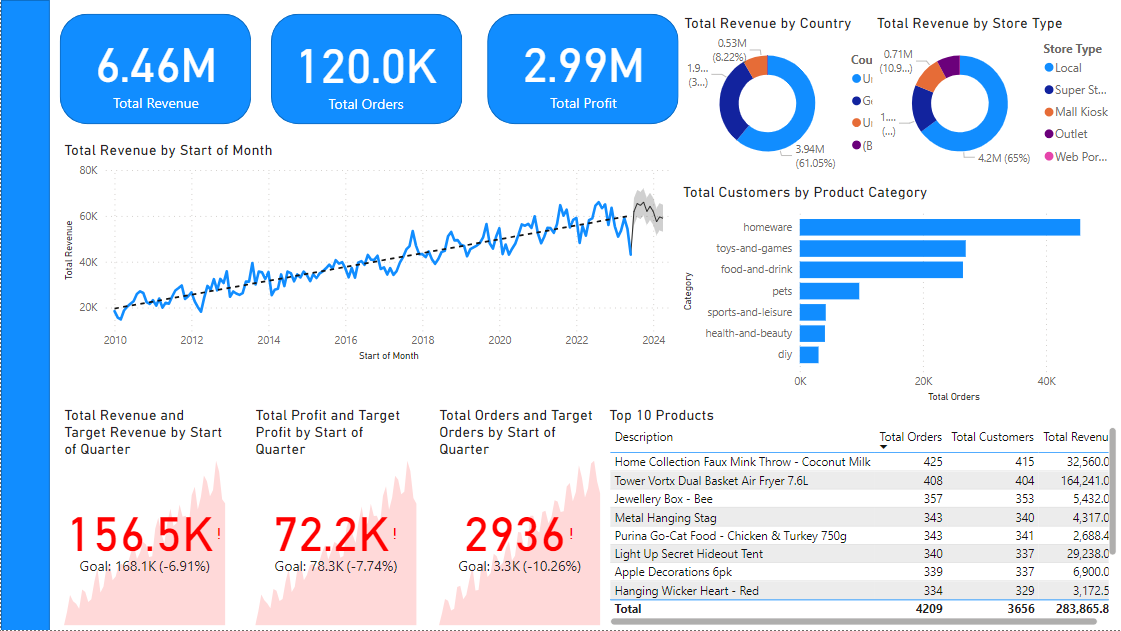 6.46M
Total Revenue
120.0K
Total Orders
2.99M
Total Profit
Total Revenue by Country
0.53M
(8.22%)
1.9...
(3...)
3.94M
(61.05%)
Cou
Total Revenue by Store Type
0.71M
(10.9...)
1....
(...)
4.2M (65%)
Store Type
Local
Super St...
Mall Kiosk
Outlet
Web Por...
Total Revenue by Start of Month
Total Revenue
80K
60K
40K
20K
2010
2012
2014
2016
2018
2020
2022
2024
Start of Month
Total Customers by Product Category
Category
homeware
toys-and-games
food-and-drink
pets
sports-and-leisure
health-and-beauty
diy
0K
20K
40K
Total Orders
Total Revenue and
Target Revenue by Start
of Quarter
156.5K!
Goal: 168.1K (-6.91%)
Total Profit and Target
Profit by Start of
Quarter
72.2K!
Goal: 78.3K (-7.74%)
Total Orders and Target
Orders by Start of
Quarter
2936!
Goal: 3.3K (-10.26%)
Top 10 Products
Description Total Orders Total Customers Total Revenu
Home Collection Faux Mink Throw - Coconut Milk 425 415 32,560.0
Tower Vortx Dual Basket Air Fryer 7.6L 408 404 164,241.0
Jewellery Box - Bee 357 353 5,432.0
Metal Hanging Stag 343 340 4,317.0
Purina Go-Cat Food - Chicken & Turkey 750g 343 341 2,688.4
Light Up Secret Hideout Tent 340 337 29,238.0
Apple Decorations 6pk 339 337 6,900.0
Hanging Wicker Heart - Red 334 329 3,172.5
Total 4209 3656 283,865.8